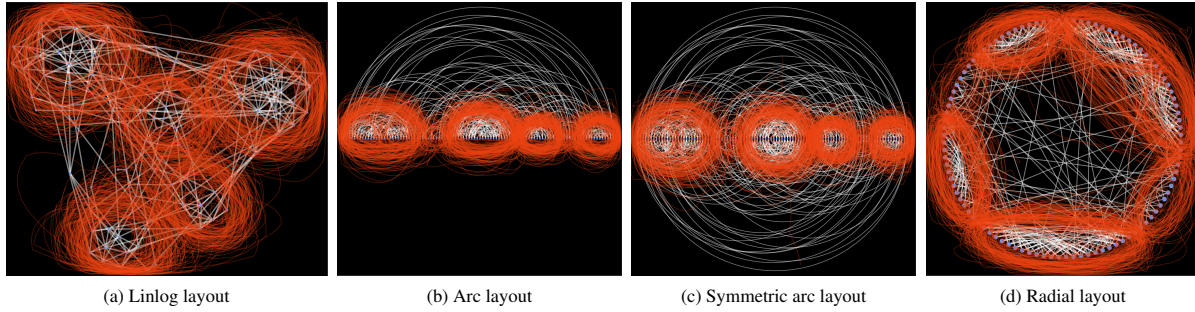 (a) Linlog layout
(b) Arc layout
(c) Symmetric arc layout
(d) Radial layout